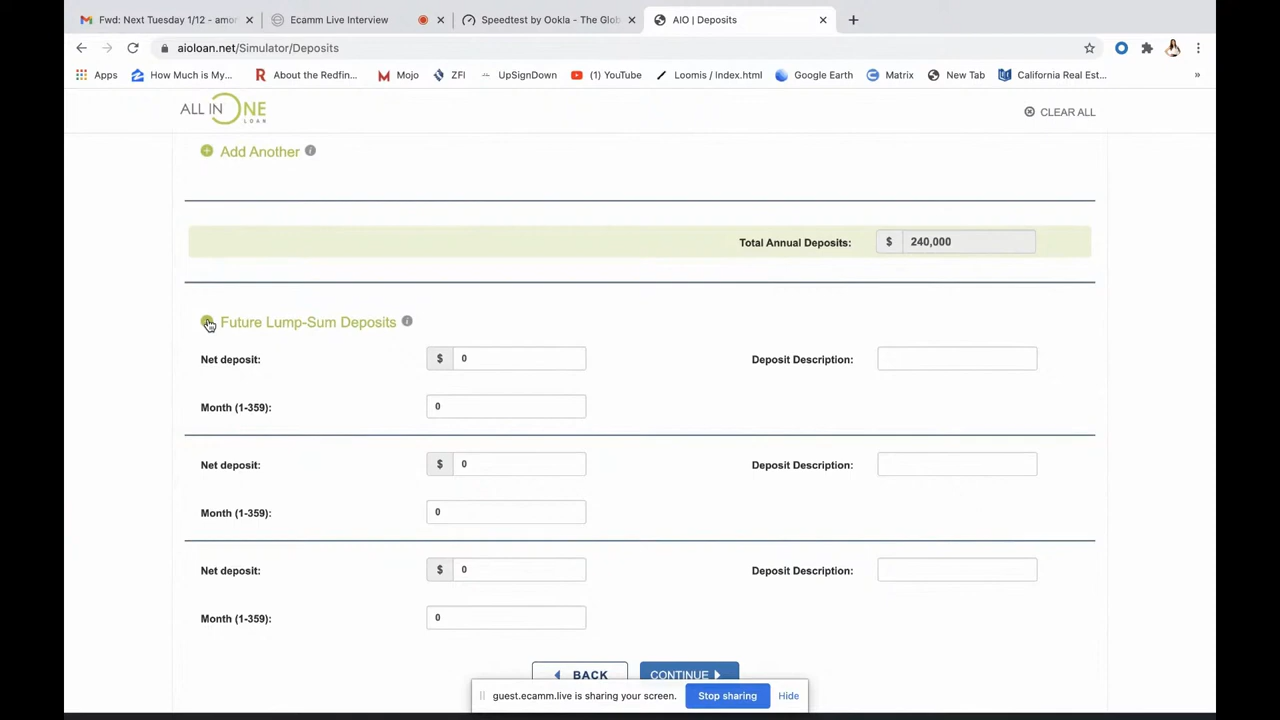 Fwd: Next Tuesday 1/12 - amor
Ecamm Live Interview
Speedtest by Ookla - The Glob
AIO | Deposits
aioloan.net/Simulator/Deposits
Apps
How Much is My...
About the Redfin...
Mojo
ZFI
UpSignDown
(1) YouTube
Loomis / Index.html
Google Earth
Matrix
New Tab
California Real Est...
»
ALL IN ONE
LOAN
CLEAR ALL
Add Another
Total Annual Deposits: $ 240,000
Future Lump-Sum Deposits
Net deposit: $ 0 Deposit Description:
Month (1-359): 0
Net deposit: $ 0 Deposit Description:
Month (1-359): 0
Net deposit: $ 0 Deposit Description:
Month (1-359): 0
BACK CONTINUE
guest.ecamm.live is sharing your screen. Stop sharing Hide